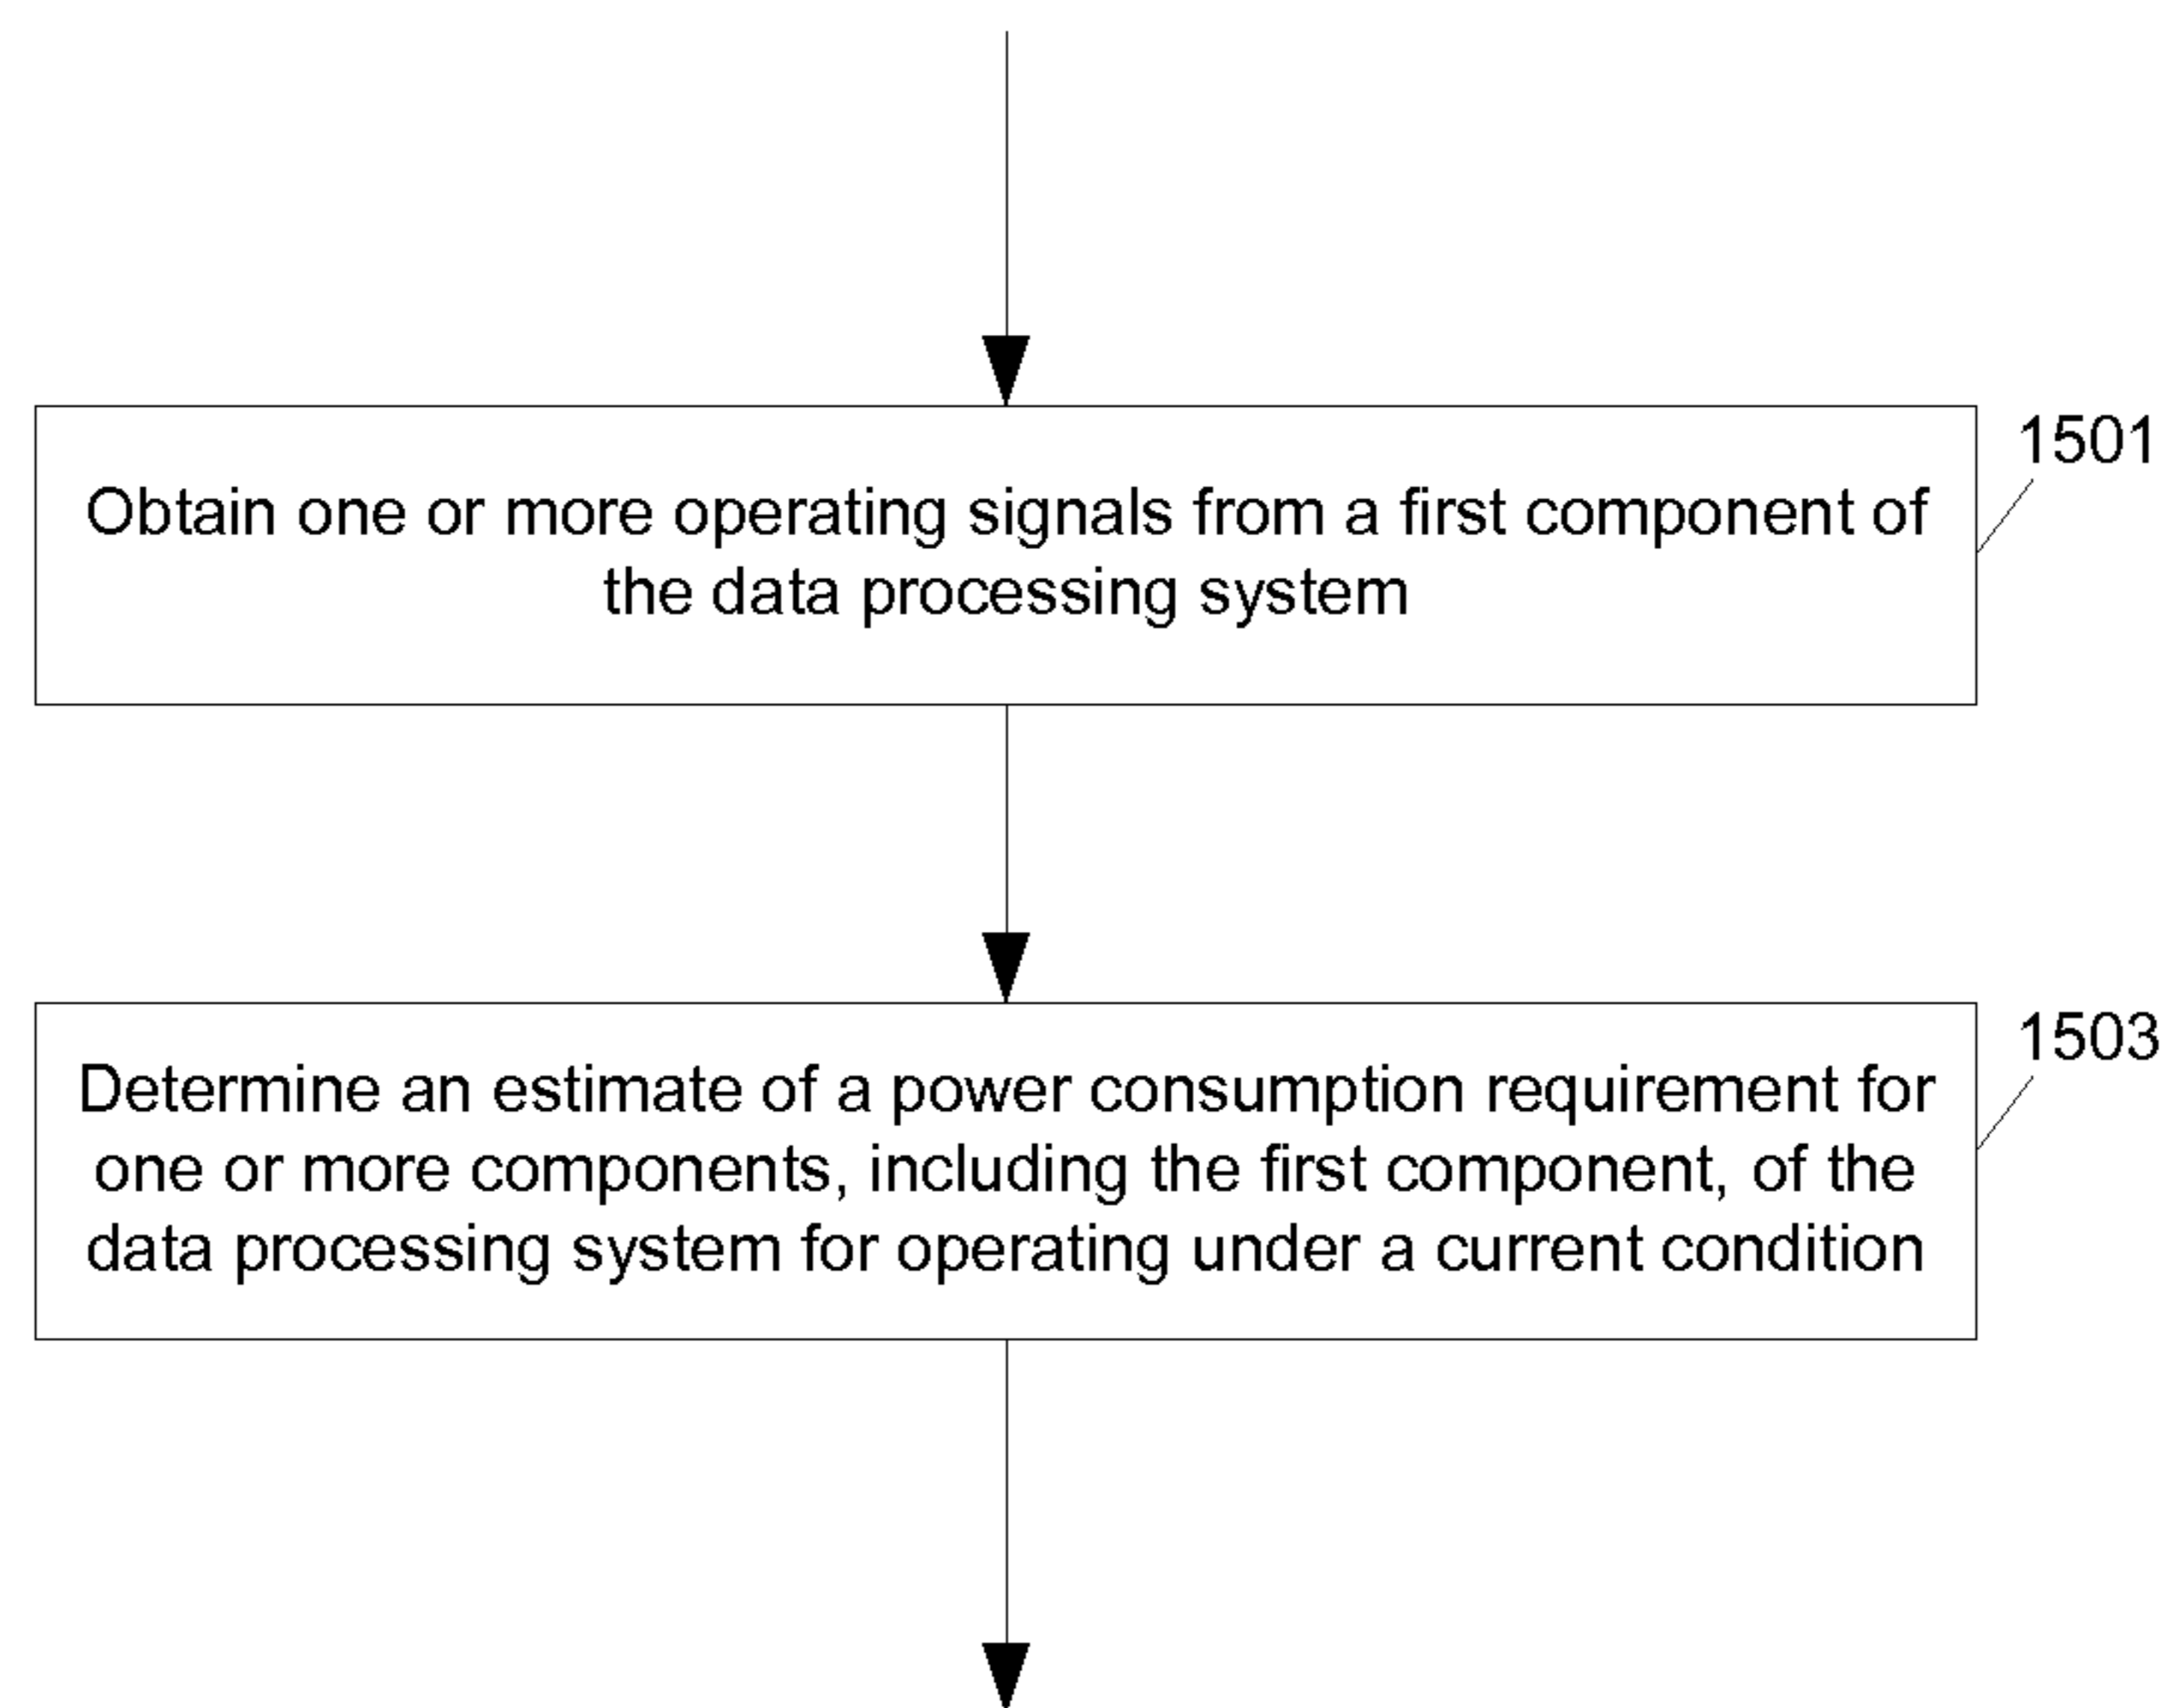 1501
Obtain one or more operating signals from a first component of
the data processing system
1503
Determine an estimate of a power consumption requirement for
one or more components, including the first component, of the
data processing system for operating under a current condition